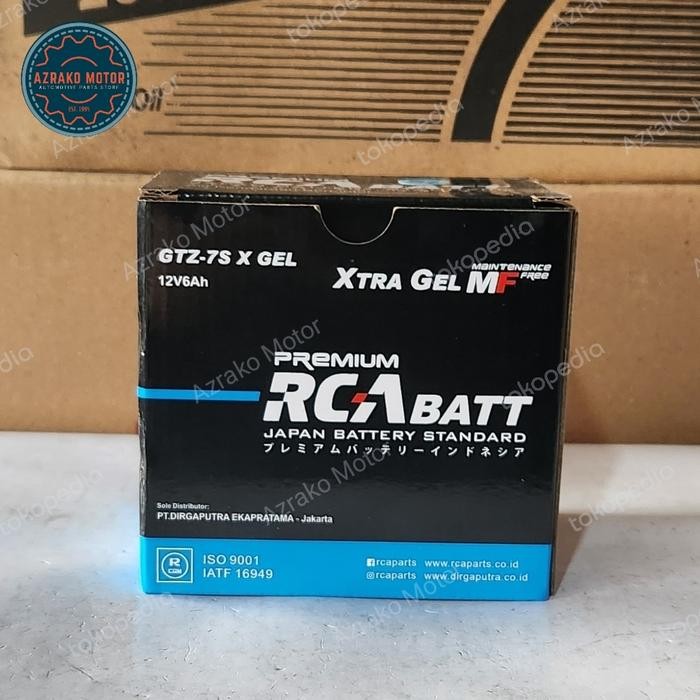 AZRAKO MOTOR
AUTOMOTIVE PARTS STORE
EST. 1995
GTZ-7S X GEL
12V6Ah
XTRA GEL MF MAINTENANCE FREE
PREMIUM
RCA BATT
JAPAN BATTERY STANDARD
プレミアムバッテリーインドネシア
Sole Distributor:
PT.DIRGAPUTRA EKAPRATAMA - Jakarta
R
ISO 9001
IATF 16949
rcaparts www.rcaparts.co.id
rcaparts www.dirgaputra.co.id
Azrako Motor
tokopedia